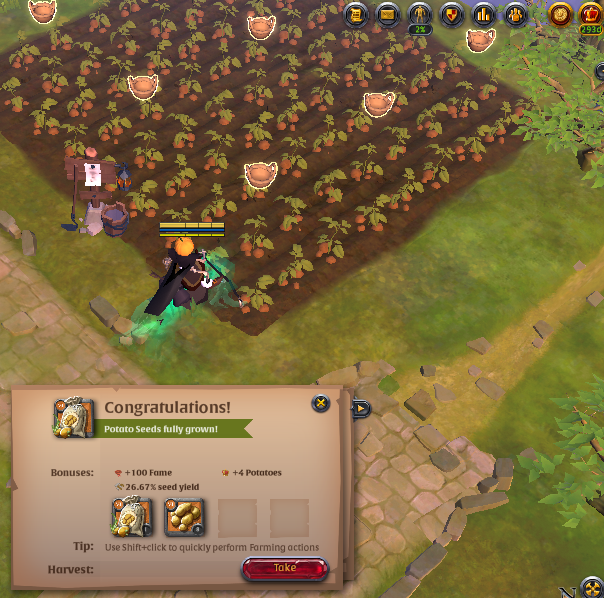 2%
293d
Congratulations!
Potato Seeds fully grown!
Bonuses:
+100 Fame
+4 Potatoes
26.67% seed yield
Tip:
Use Shift+click to quickly perform Farming actions
Harvest:
Take
N